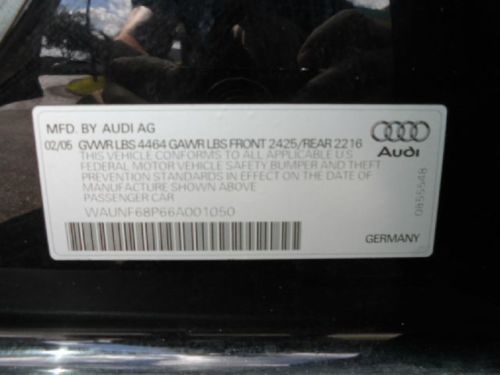 MFD. BY AUDI AG
02/05 GVWR LBS 4464 GAWR LBS FRONT 2425/REAR 2216
THIS VEHICLE CONFORMS TO ALL APPLICABLE U.S.
FEDERAL MOTOR VEHICLE SAFETY BUMPER AND THEFT
PREVENTION STANDARDS IN EFFECT ON THE DATE OF
MANUFACTURE SHOWN ABOVE
PASSENGER CAR
WAUNF68P66A001050
Audi
0855548
GERMANY